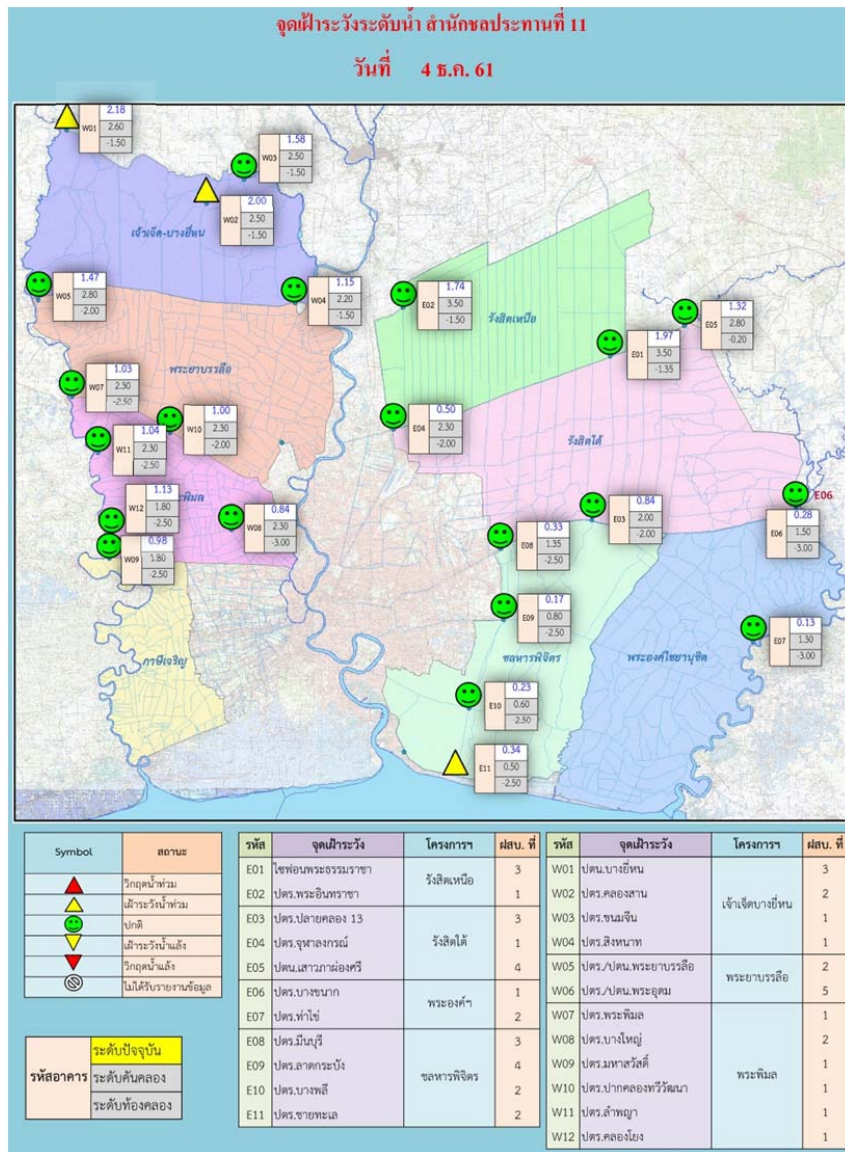 จุดเฝ้าระวังระดับน้ำ สำนักชลประทานที่ 11
วันที่ 4 ธ.ค. 61
W01 2.18 2.60 -1.50
W03 1.58 2.50 -1.50
W02 2.00 2.50 -1.50
เจ้าเจ็ด-บางยี่หน
W05 1.47 2.80 -2.00
W04 1.15 2.20 -1.50
E02 1.74 3.50 -1.50
รังสิตเหนือ
E05 1.32 2.80 -0.20
E01 1.97 3.50 -1.35
พระยาบรรลือ
W07 1.03 2.30 -2.50
W10 1.00 2.30 -2.00
E04 0.50 2.30 -2.00
รังสิตใต้
W11 1.04 2.30 -2.50
W12 1.13 1.80 -2.50
ะพิมล
W08 0.84 2.30 -3.00
E03 0.84 2.00 -2.00
E06
E06 0.28 1.50 -3.00
W09 0.98 1.80 -2.50
E08 0.33 1.35 -2.50
E09 0.17 0.80 -2.50
E07 0.13 1.30 -3.00
ภาษีเจริญ
ชลหารพิจิตร
พระองค์ไชยานุชิต
E10 0.23 0.60 -2.50
E11 0.34 0.50 -2.50
Symbol สถานะ
วิกฤตน้ำท่วม
เฝ้าระวังน้ำท่วม
ปกติ
เฝ้าระวังน้ำแล้ง
วิกฤตน้ำแล้ง
ไม่ได้รับรายงานข้อมูล
รหัสอาคาร
ระดับปัจจุบัน
ระดับคันคลอง
ระดับท้องคลอง
รหัส จุดเฝ้าระวัง โครงการฯ ฝสบ. ที่
E01 ไซฟ่อนพระธรรมราชา รังสิตเหนือ 3
E02 ปตร.พระอินทราชา 1
E03 ปตร.ปลายคลอง 13 รังสิตใต้ 3
E04 ปตร.จุฬาลงกรณ์ 1
E05 ปตน.เสาวภาผ่องศรี 4
E06 ปตร.บางขนาก พระองค์ฯ 1
E07 ปตร.ท่าไข่ 2
E08 ปตร.มีนบุรี ชลหารพิจิตร 3
E09 ปตร.ลาดกระบัง 4
E10 ปตร.บางพลี 2
E11 ปตร.ชายทะเล 2
รหัส จุดเฝ้าระวัง โครงการฯ ฝสบ. ที่
W01 ปตน.บางยี่หน เจ้าเจ็ดบางยี่หน 3
W02 ปตร.คลองสาน 2
W03 ปตร.ขนมจีน 1
W04 ปตร.สิงหนาท 1
W05 ปตร./ปตน.พระยาบรรลือ พระยาบรรลือ 2
W06 ปตร./ปตน.พระอุดม 5
W07 ปตร.พระพิมล พระพิมล 1
W08 ปตร.บางใหญ่ 2
W09 ปตร.มหาสวัสดิ์ 1
W10 ปตร.ปากคลองทวีวัฒนา 1
W11 ปตร.ลำพญา 1
W12 ปตร.คลองโยง 1